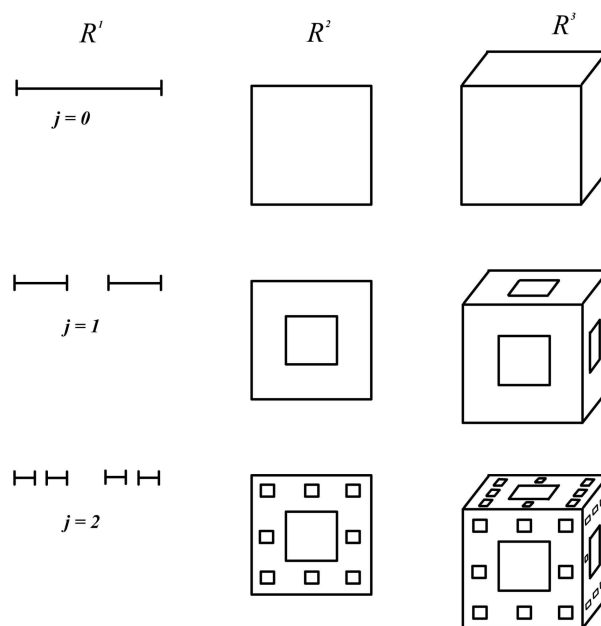 R¹ R² R³
j = 0
j = 1
j = 2